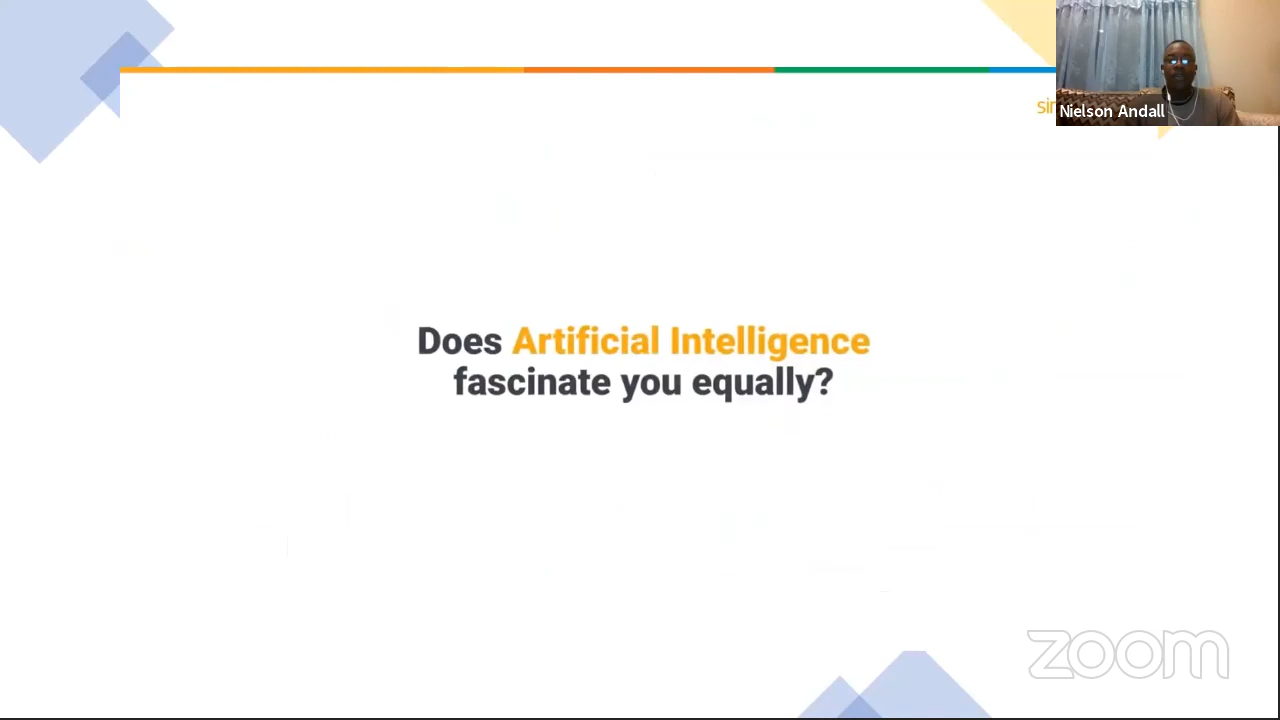 Nielson Andall
Does Artificial Intelligence
fascinate you equally?
zoom